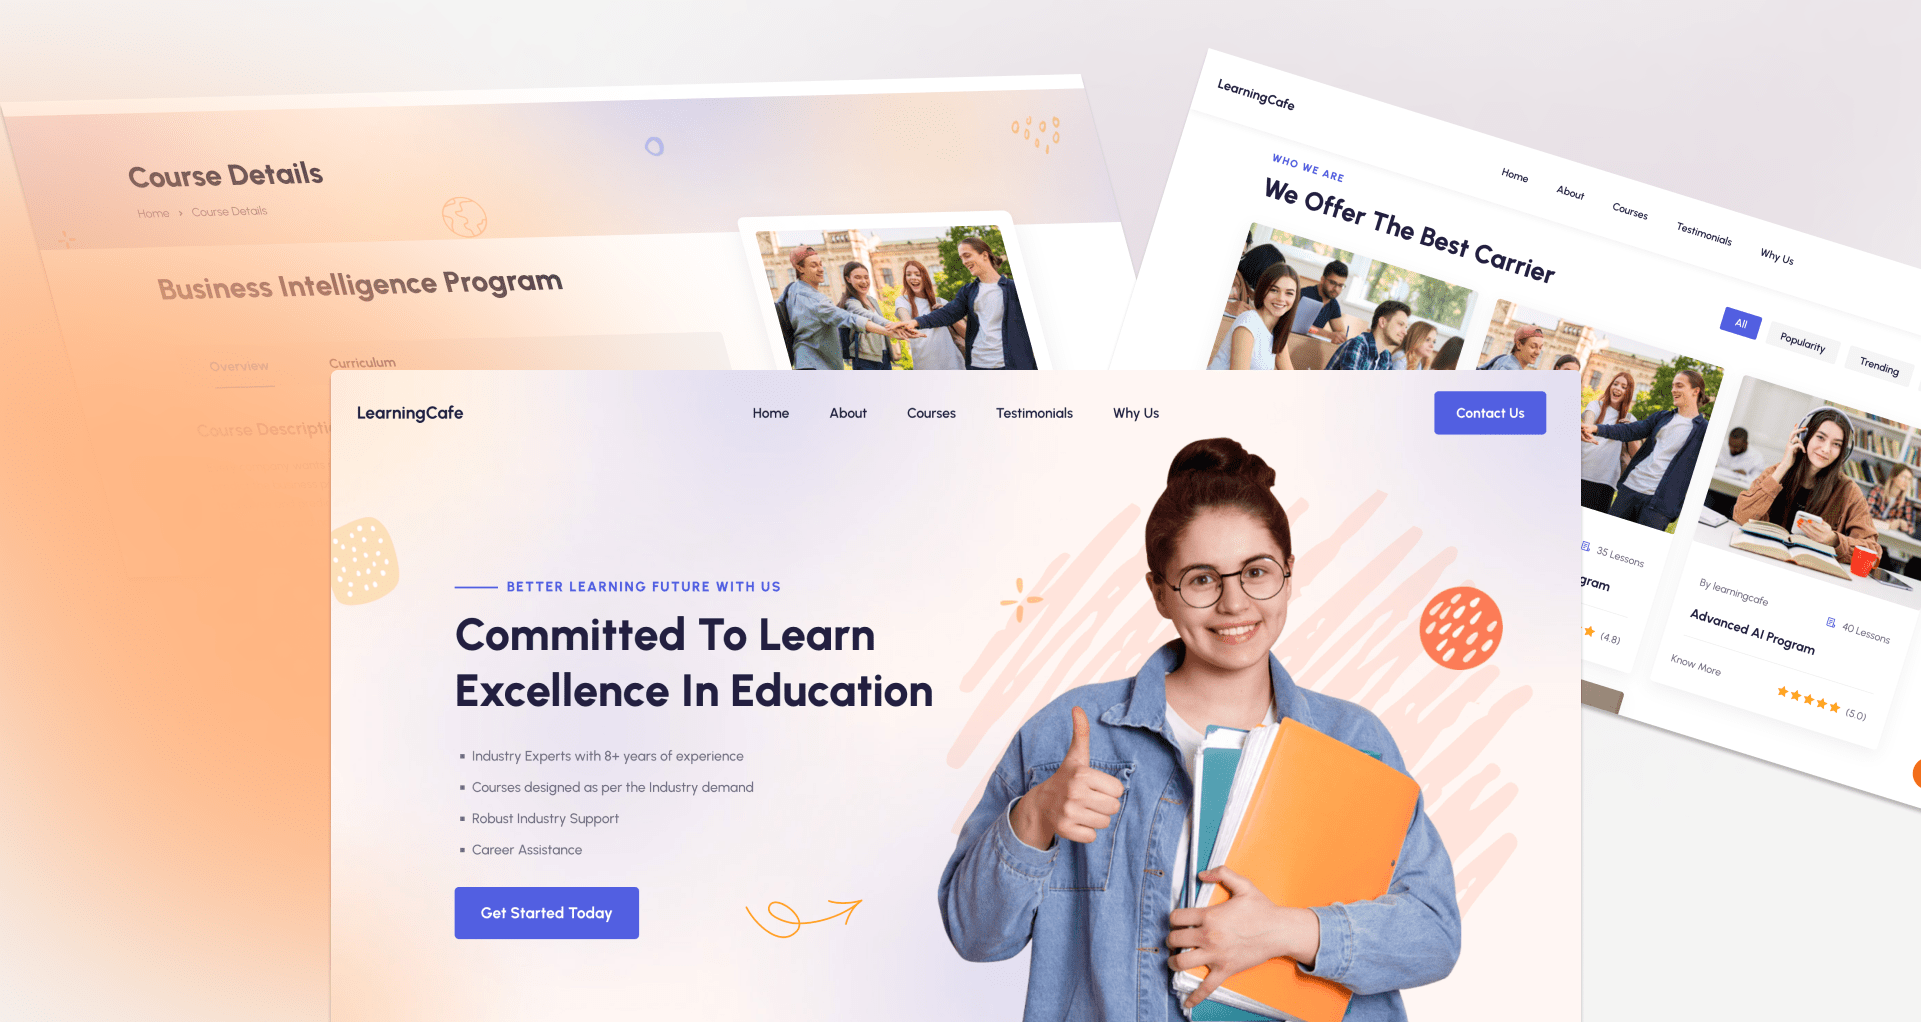 Course Details
Home > Course Details
Business Intelligence Program
Overview
Curriculum
LearningCafe
WHO WE ARE
We Offer The Best Carrier
Home
About
Courses
Testimonials
Why Us
All
Popularity
Trending
35 Lessons
(4.8)
By learningcafe
40 Lessons
Advanced AI Program
Know More
(5.0)
LearningCafe
Home
About
Courses
Testimonials
Why Us
Contact Us
BETTER LEARNING FUTURE WITH US
Committed To Learn
Excellence In Education
Industry Experts with 8+ years of experience
Courses designed as per the Industry demand
Robust Industry Support
Career Assistance
Get Started Today